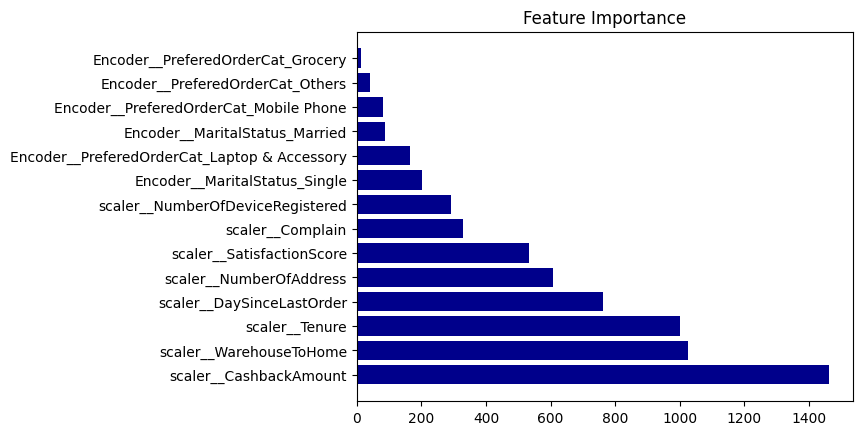 Feature Importance
Encoder__PreferedOrderCat_Grocery
Encoder__PreferedOrderCat_Others
Encoder__PreferedOrderCat_Mobile Phone
Encoder__MaritalStatus_Married
Encoder__PreferedOrderCat_Laptop & Accessory
Encoder__MaritalStatus_Single
scaler__NumberOfDeviceRegistered
scaler__Complain
scaler__SatisfactionScore
scaler__NumberOfAddress
scaler__DaySinceLastOrder
scaler__Tenure
scaler__WarehouseToHome
scaler__CashbackAmount
0 200 400 600 800 1000 1200 1400